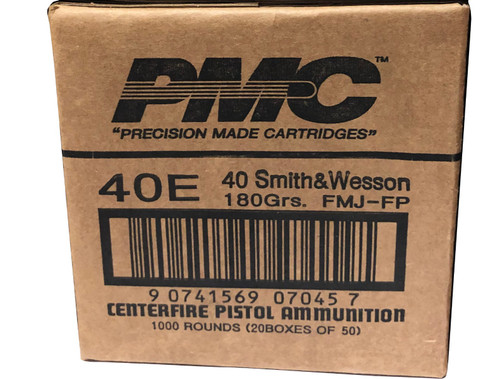 PMC™
"PRECISION MADE CARTRIDGES"
40E 40 Smith&Wesson
180Grs. FMJ-FP
9 0741569 07045 7
CENTERFIRE PISTOL AMMUNITION
1000 ROUNDS (20BOXES OF 50)